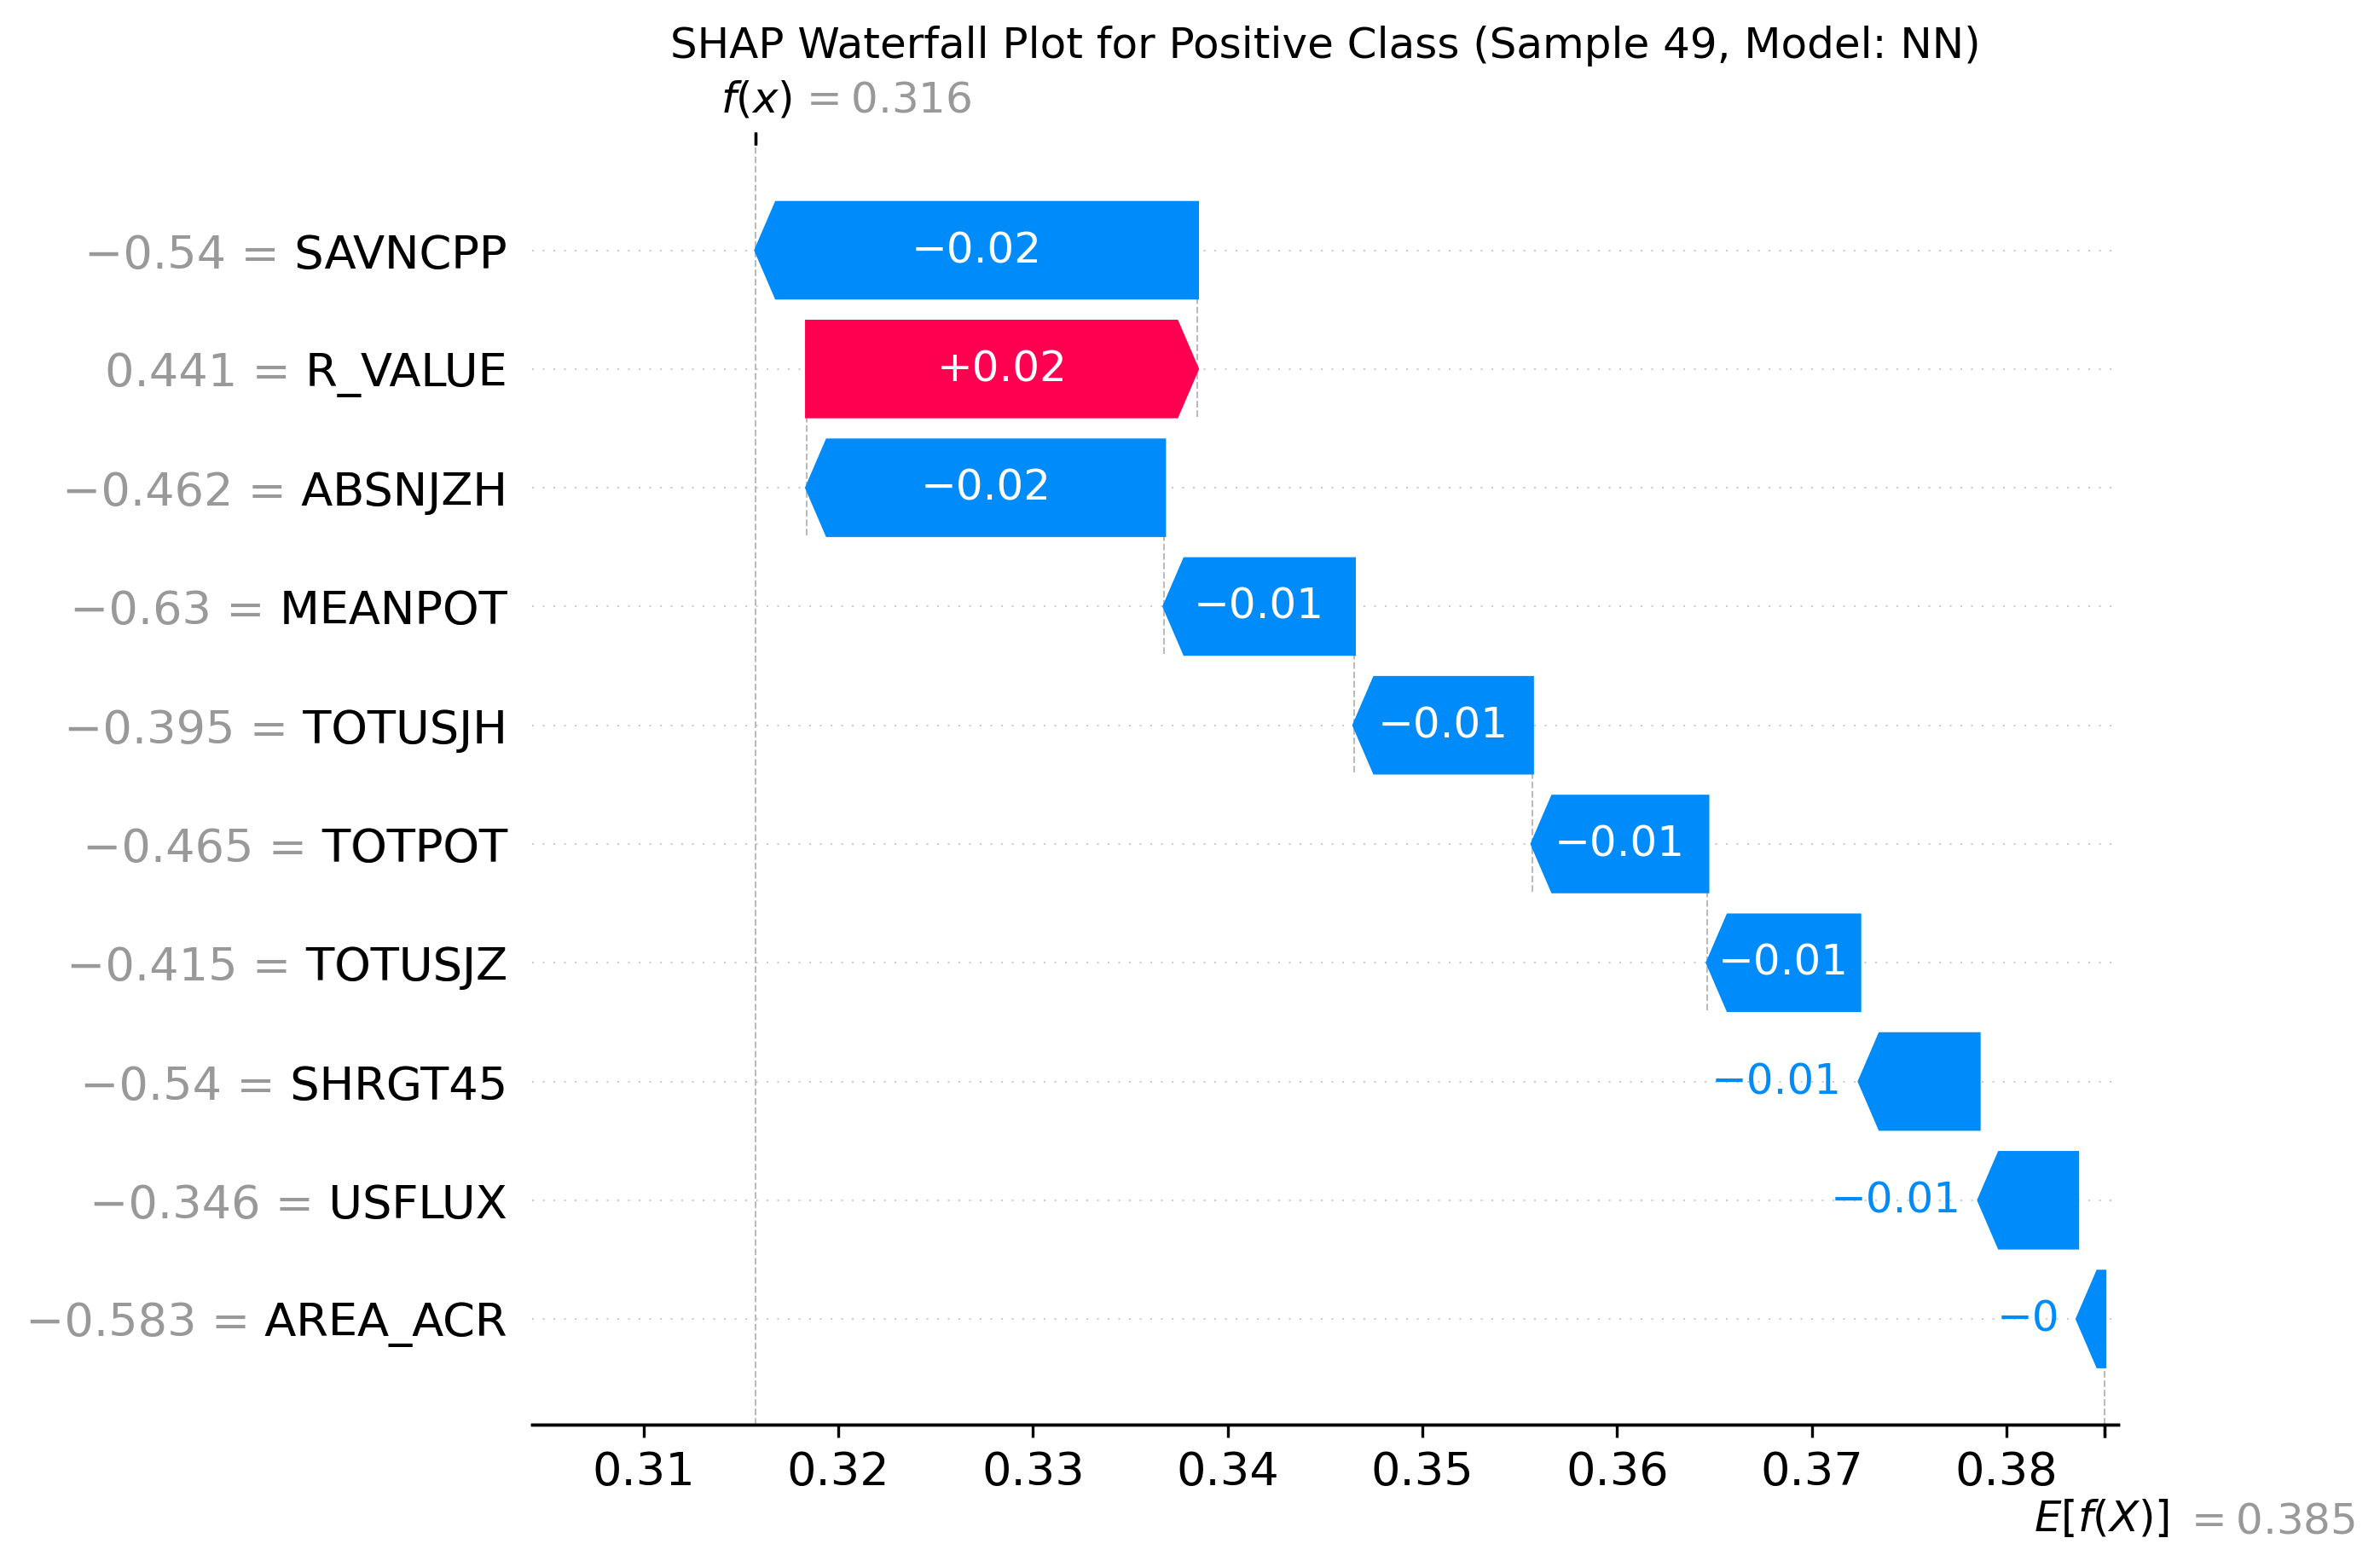 SHAP Waterfall Plot for Positive Class (Sample 49, Model: NN)
f(x) = 0.316
−0.54 = SAVNCPP −0.02
0.441 = R_VALUE +0.02
−0.462 = ABSNJZH −0.02
−0.63 = MEANPOT −0.01
−0.395 = TOTUSJH −0.01
−0.465 = TOTPOT −0.01
−0.415 = TOTUSJZ −0.01
−0.54 = SHRGT45 −0.01
−0.346 = USFLUX −0.01
−0.583 = AREA_ACR −0
0.31 0.32 0.33 0.34 0.35 0.36 0.37 0.38
E[f(X)] = 0.385